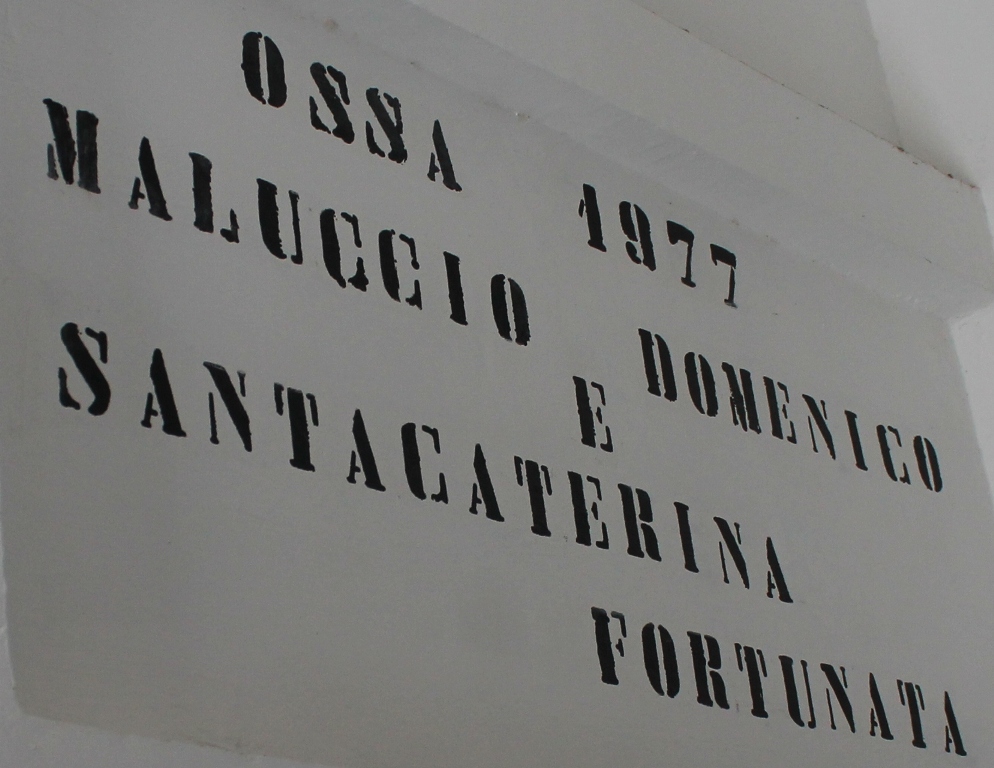 OSSA 1977
MALUCCIO DOMENICO
E
SANTACATERINA
FORTUNATA